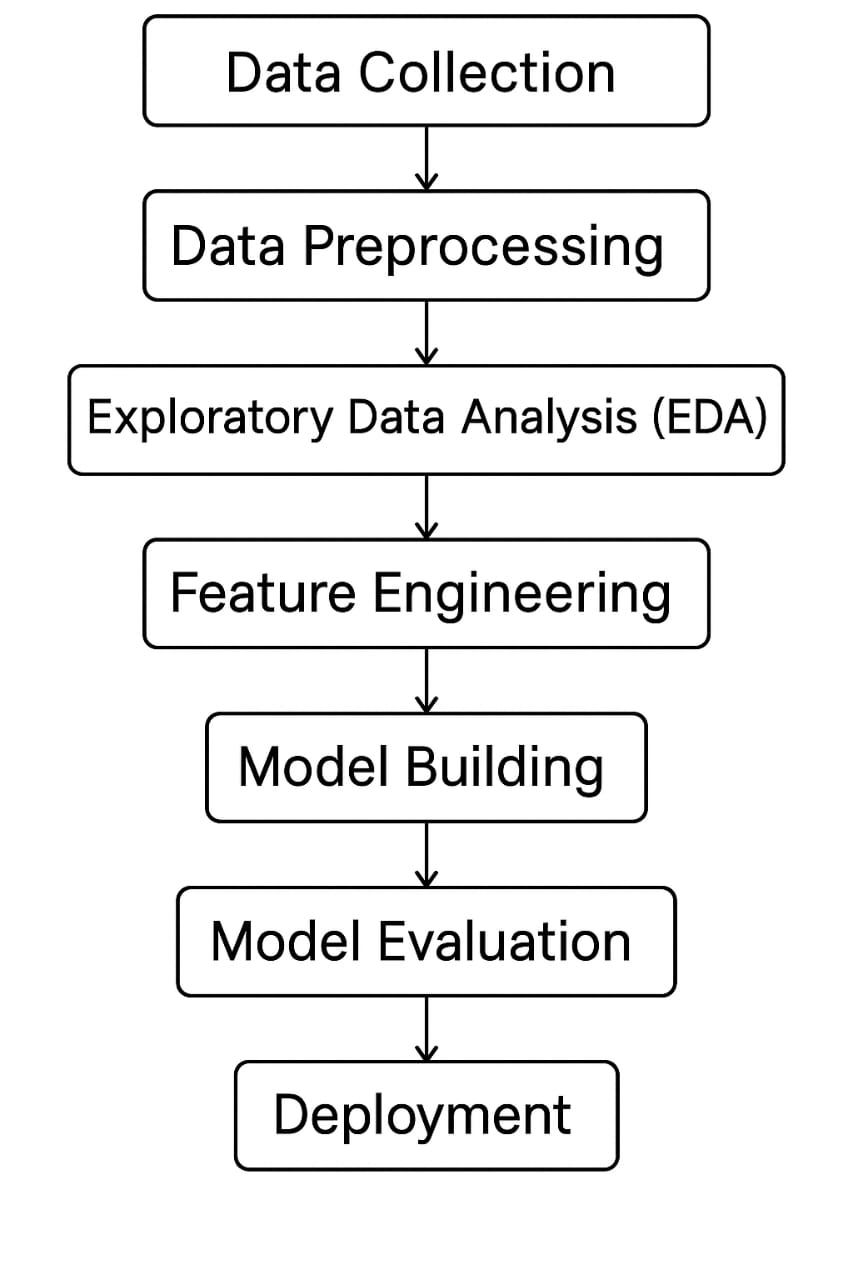 Data Collection
Data Preprocessing
Exploratory Data Analysis (EDA)
Feature Engineering
Model Building
Model Evaluation
Deployment